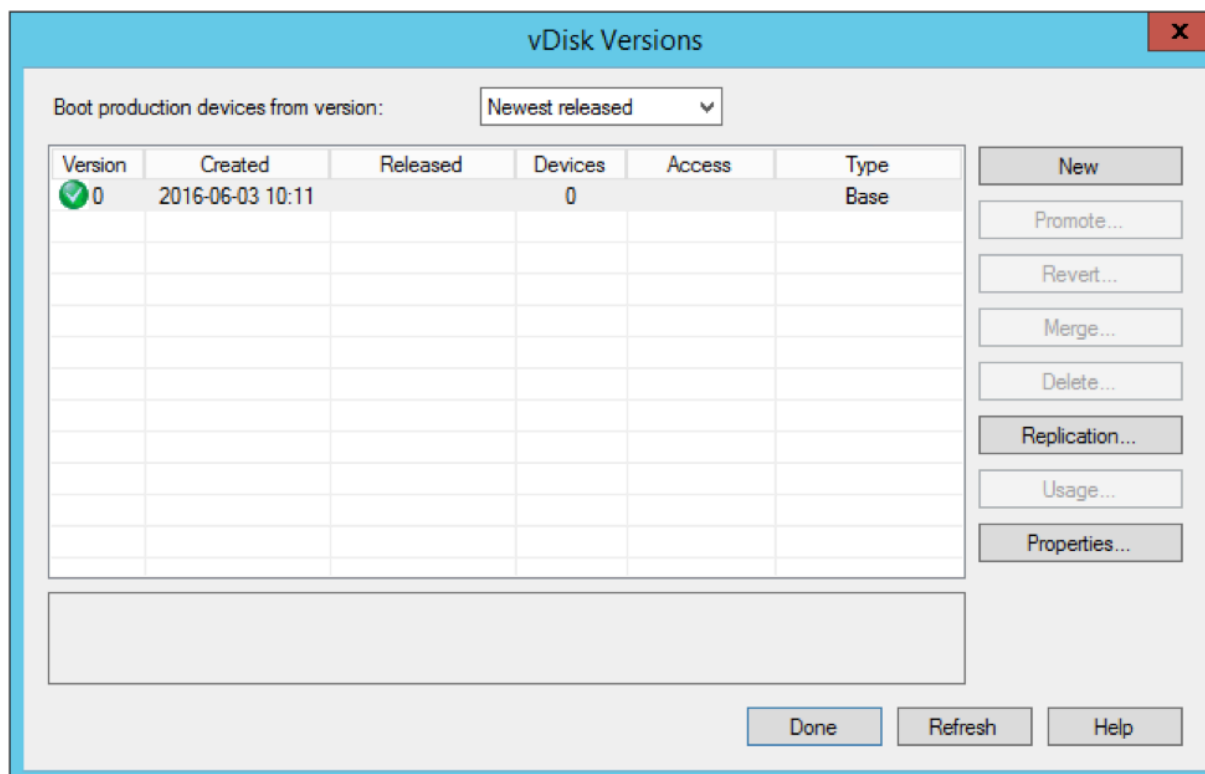 vDisk Versions
x
Boot production devices from version: Newest released
Version Created Released Devices Access Type
0 2016-06-03 10:11 0 Base
New
Promote...
Revert...
Merge...
Delete...
Replication...
Usage...
Properties...
Done Refresh Help